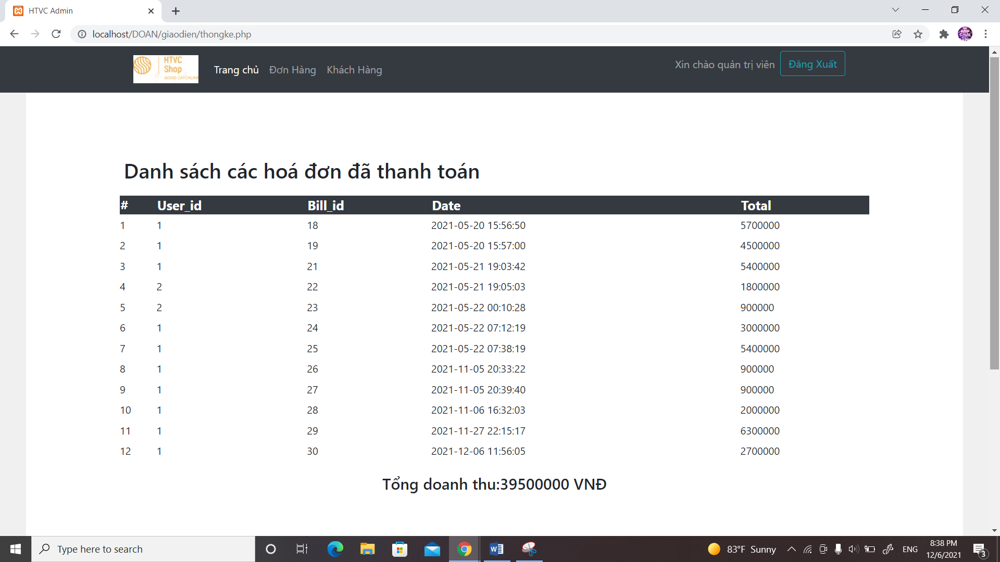 HTVC Admin
localhost/DOAN/giaodien/thongke.php
HTVC
Shop
GOOD CATCHLINE
Trang chủ Đơn Hàng Khách Hàng
Xin chào quản trị viên Đăng Xuất
Danh sách các hoá đơn đã thanh toán
# User_id Bill_id Date Total
1 1 18 2021-05-20 15:56:50 5700000
2 1 19 2021-05-20 15:57:00 4500000
3 1 21 2021-05-21 19:03:42 5400000
4 2 22 2021-05-21 19:05:03 1800000
5 2 23 2021-05-22 00:10:28 900000
6 1 24 2021-05-22 07:12:19 3000000
7 1 25 2021-05-22 07:38:19 5400000
8 1 26 2021-11-05 20:33:22 900000
9 1 27 2021-11-05 20:39:40 900000
10 1 28 2021-11-06 16:32:03 2000000
11 1 29 2021-11-27 22:15:17 6300000
12 1 30 2021-12-06 11:56:05 2700000
Tổng doanh thu:39500000 VNĐ
Type here to search
83°F Sunny
ENG
8:38 PM
12/6/2021
3